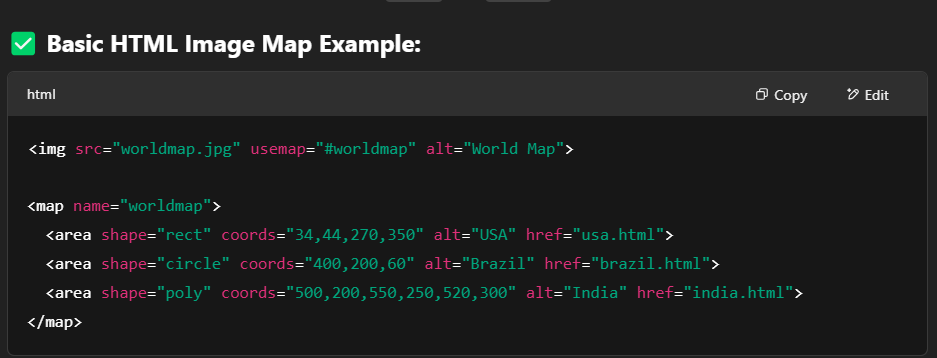 ✅ Basic HTML Image Map Example:
html Copy Edit
<img src="worldmap.jpg" usemap="#worldmap" alt="World Map">
<map name="worldmap">
  <area shape="rect" coords="34,44,270,350" alt="USA" href="usa.html">
  <area shape="circle" coords="400,200,60" alt="Brazil" href="brazil.html">
  <area shape="poly" coords="500,200,550,250,520,300" alt="India" href="india.html">
</map>